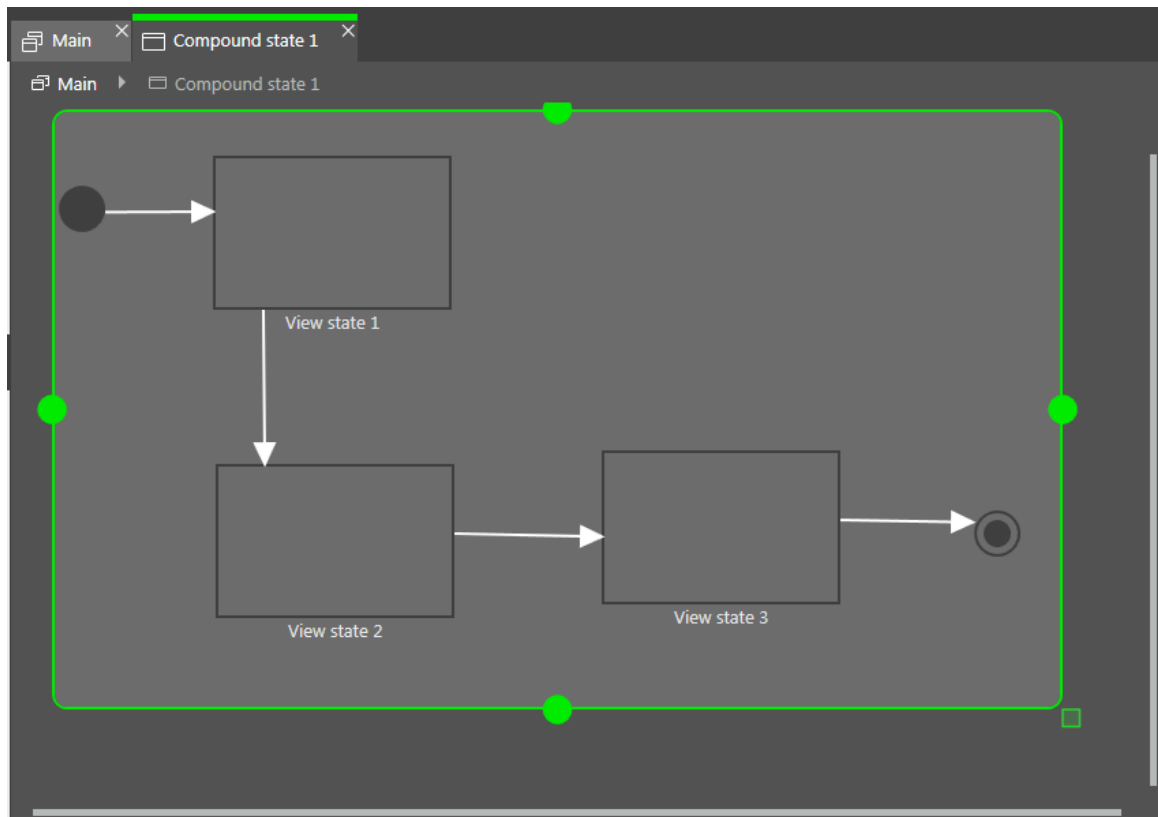 Main
Compound state 1
Main
Compound state 1
View state 1
View state 2
View state 3